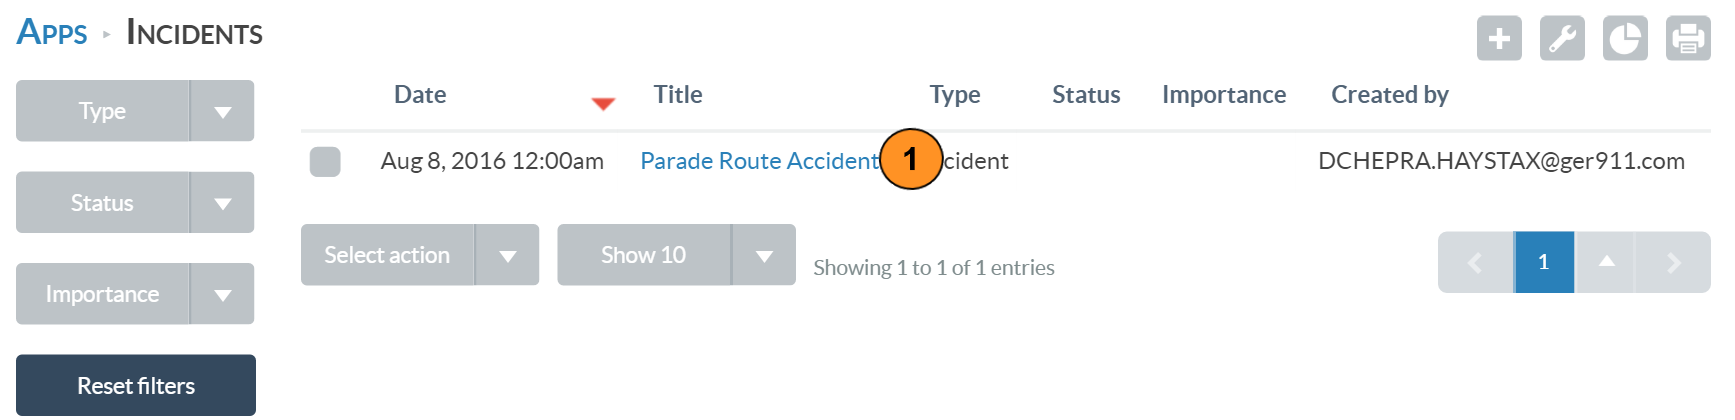 Apps ▸ Incidents
Type
Status
Importance
Reset filters
Date Title Type Status Importance Created by
Aug 8, 2016 12:00am Parade Route Accident 1 cident DCHEPRA.HAYSTAX@ger911.com
Select action Show 10 Showing 1 to 1 of 1 entries 1